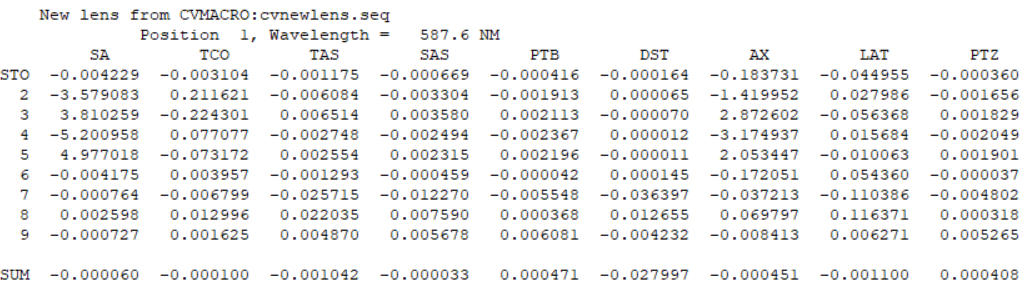 New lens from CVMACRO:cvnewlens.seq
Position 1, Wavelength = 587.6 NM
SA TCO TAS SAS PTB DST AX LAT PTZ
STO -0.004229 -0.003104 -0.001175 -0.000669 -0.000416 -0.000164 -0.183731 -0.044955 -0.000360
2 -3.579083 0.211621 -0.006084 -0.003304 -0.001913 0.000065 -1.419952 0.027986 -0.001656
3 3.810259 -0.224301 0.006514 0.003580 0.002113 -0.000070 2.872602 -0.056368 0.001829
4 -5.200958 0.077077 -0.002748 -0.002494 -0.002367 0.000012 -3.174937 0.015684 -0.002049
5 4.977018 -0.073172 0.002554 0.002315 0.002196 -0.000011 2.053447 -0.010063 0.001901
6 -0.004175 0.003957 -0.001293 -0.000459 -0.000042 0.000145 -0.172051 0.054360 -0.000037
7 -0.000764 -0.006799 -0.025715 -0.012270 -0.005548 -0.036397 -0.037213 -0.110386 -0.004802
8 0.002598 0.012996 0.022035 0.007590 0.000368 0.012655 0.069797 0.116371 0.000318
9 -0.000727 0.001625 0.004870 0.005678 0.006081 -0.004232 -0.008413 0.006271 0.005265
SUM -0.000060 -0.000100 -0.001042 -0.000033 0.000471 -0.027997 -0.000451 -0.001100 0.000408